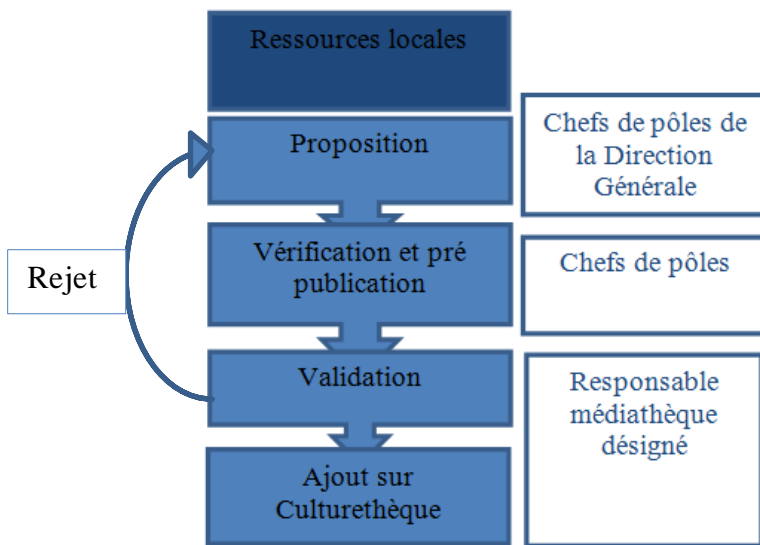 Ressources locales
Proposition
Chefs de pôles de
la Direction
Générale
Vérification et pré
publication
Chefs de pôles
Rejet
Validation
Responsable
médiathèque
désigné
Ajout sur
Culturethèque